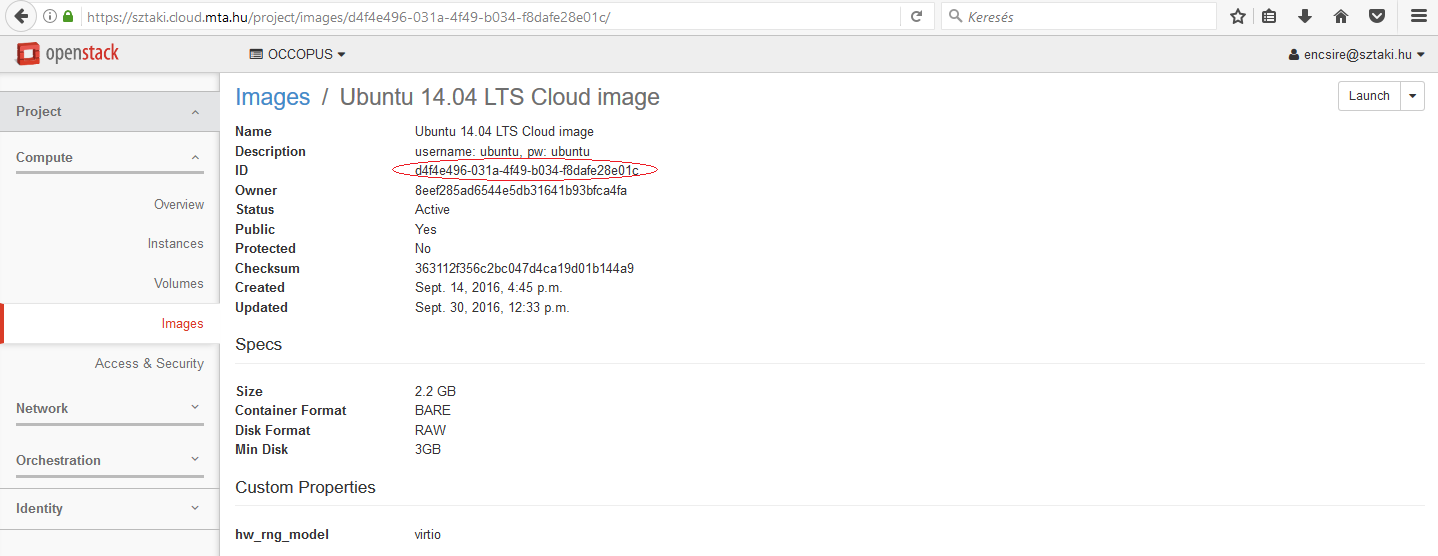 https://sztaki.cloud.mta.hu/project/images/d4f4e496-031a-4f49-b034-f8dafe28e01c/
Keresés
openstack
OCCOPUS
encsire@sztaki.hu
Project
Compute
Overview
Instances
Volumes
Images
Access & Security
Network
Orchestration
Identity
Images / Ubuntu 14.04 LTS Cloud image
Launch
Name Ubuntu 14.04 LTS Cloud image
Description username: ubuntu, pw: ubuntu
ID d4f4e496-031a-4f49-b034-f8dafe28e01c
Owner 8eef285ad6544e5db31641b93bfca4fa
Status Active
Public Yes
Protected No
Checksum 363112f356c2bc047d4ca19d01b144a9
Created Sept. 14, 2016, 4:45 p.m.
Updated Sept. 30, 2016, 12:33 p.m.
Specs
Size 2.2 GB
Container Format BARE
Disk Format RAW
Min Disk 3GB
Custom Properties
hw_rng_model virtio